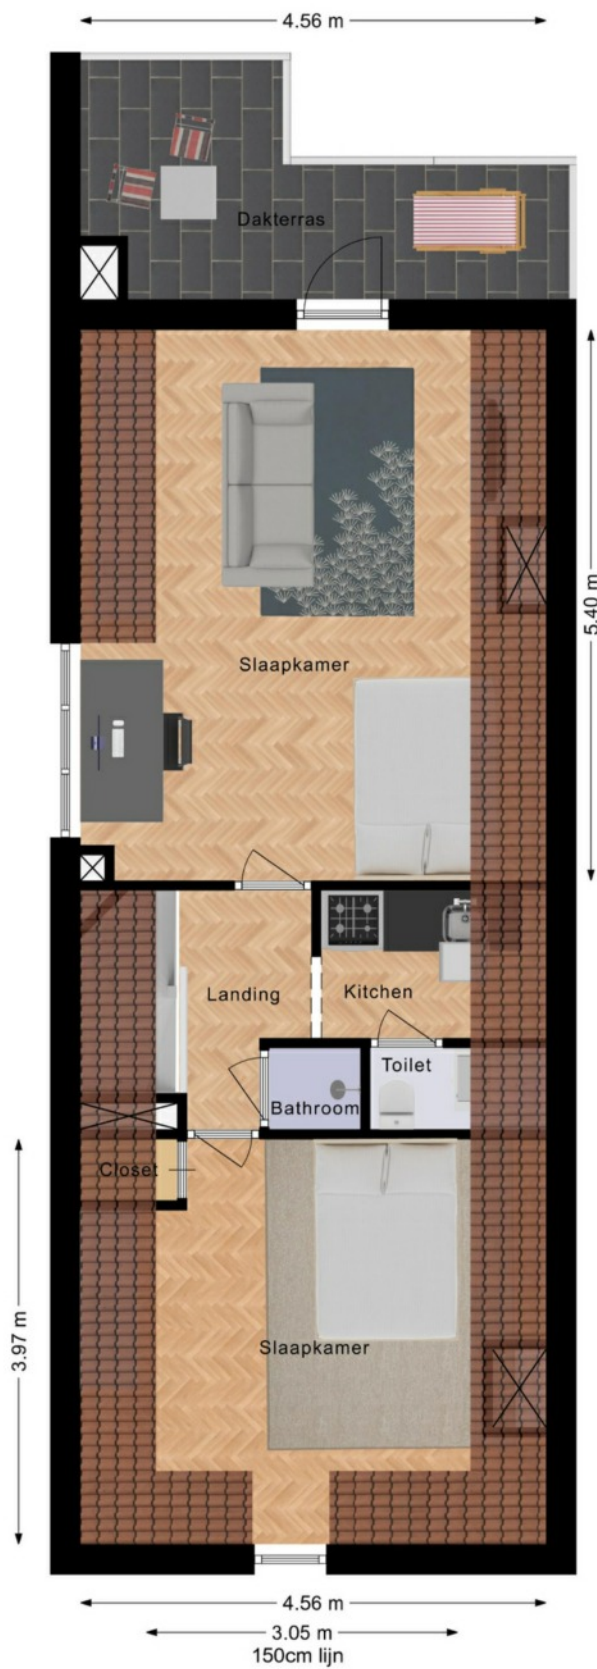 4.56 m
Dakterras
5.40 m
Slaapkamer
Landing
Kitchen
Toilet
Bathroom
Closet
3.97 m
Slaapkamer
4.56 m
3.05 m
150cm lijn